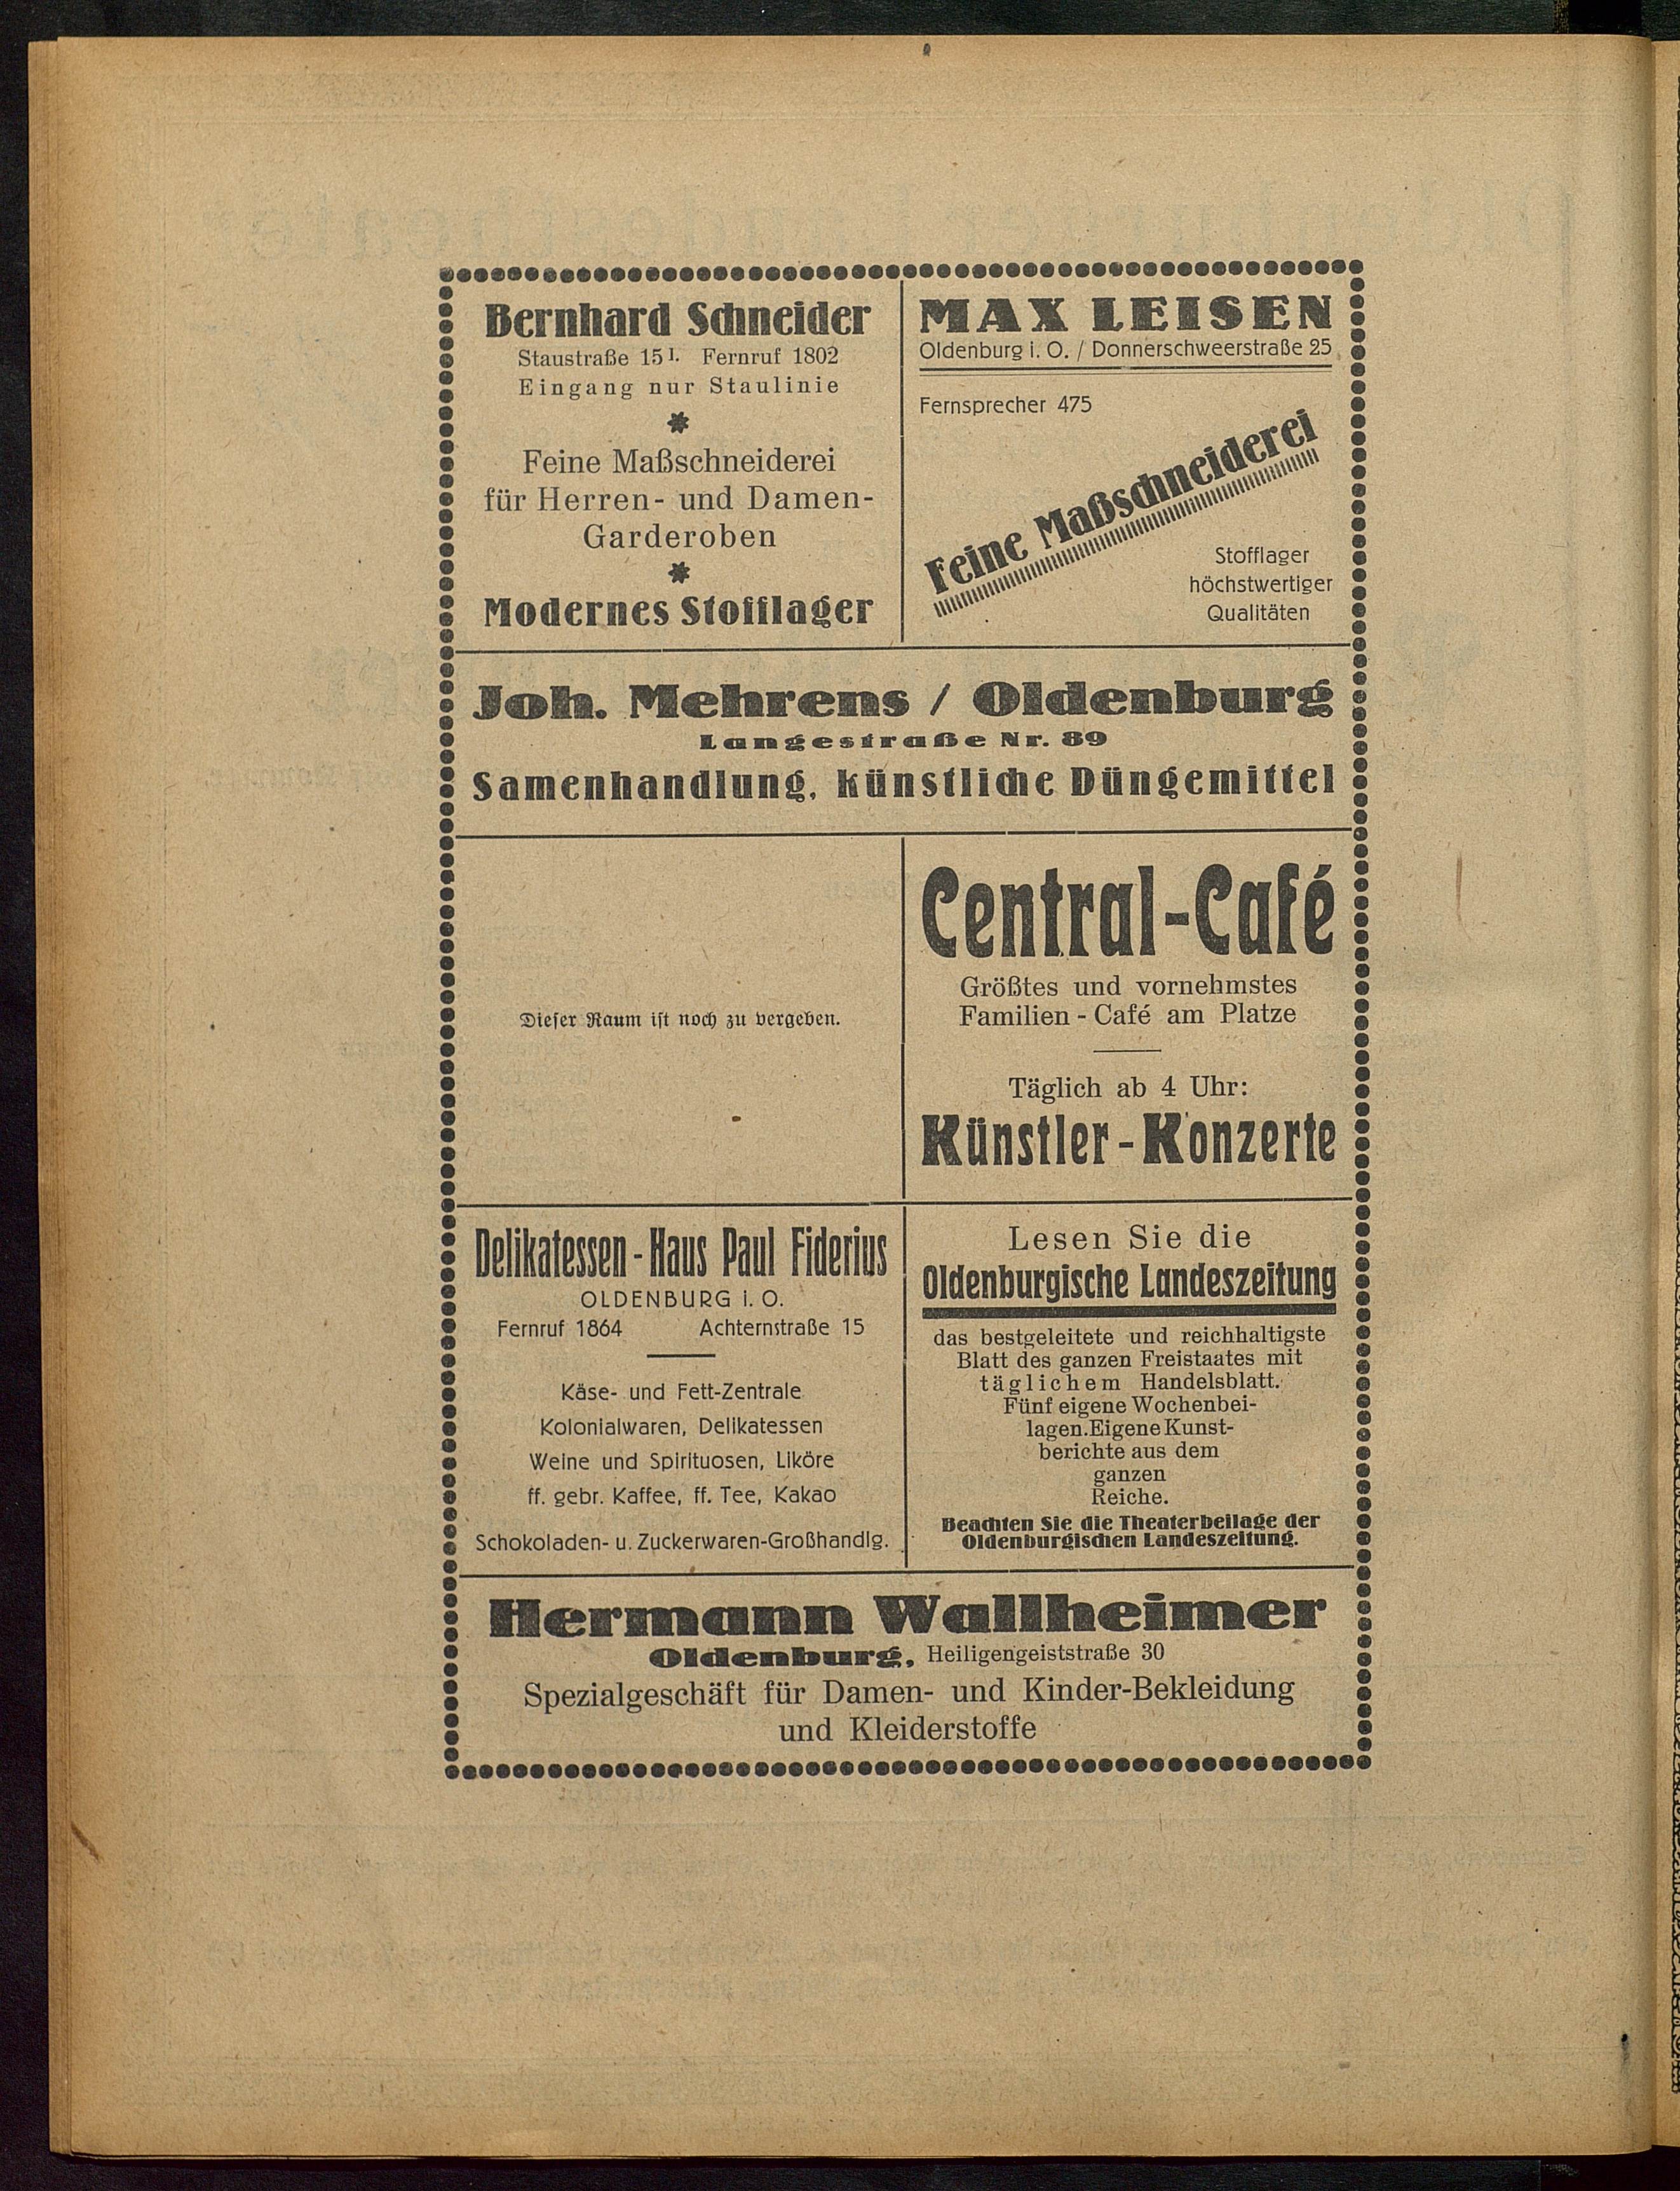 Bernhard Schneider
Staustraße 15 I. Fernruf 1802
Eingang nur Staulinie
Feine Maßschneiderei
für Herren- und Damen-
Garderoben
Modernes Stofflager
MAX LEISEN
Oldenburg i. O. / Donnerschweerstraße 25
Fernsprecher 475
Feine Maßschneiderei
Stofflager
höchstwertiger
Qualitäten
Joh. Mehrens / Oldenburg
Langestraße Nr. 89
Samenhandlung, künstliche Düngemittel
Dieser Raum ist noch zu vergeben.
Central-Café
Größtes und vornehmstes
Familien-Café am Platze
Täglich ab 4 Uhr:
Künstler-Konzerte
Delikatessen-Haus Paul Fiderius
OLDENBURG i. O.
Fernruf 1864 Achternstraße 15
Käse- und Fett-Zentrale
Kolonialwaren, Delikatessen
Weine und Spirituosen, Liköre
ff. gebr. Kaffee, ff. Tee, Kakao
Schokoladen- u. Zuckerwaren-Großhandlg.
Lesen Sie die
Oldenburgische Landeszeitung
das bestgeleitete und reichhaltigste
Blatt des ganzen Freistaates mit
täglichem Handelsblatt.
Fünf eigene Wochenbei-
lagen. Eigene Kunst-
berichte aus dem
ganzen
Reiche.
Beachten Sie die Theaterbeilage der
Oldenburgischen Landeszeitung.
Hermann Wallheimer
Oldenburg, Heiligengeiststraße 30
Spezialgeschäft für Damen- und Kinder-Bekleidung
und Kleiderstoffe